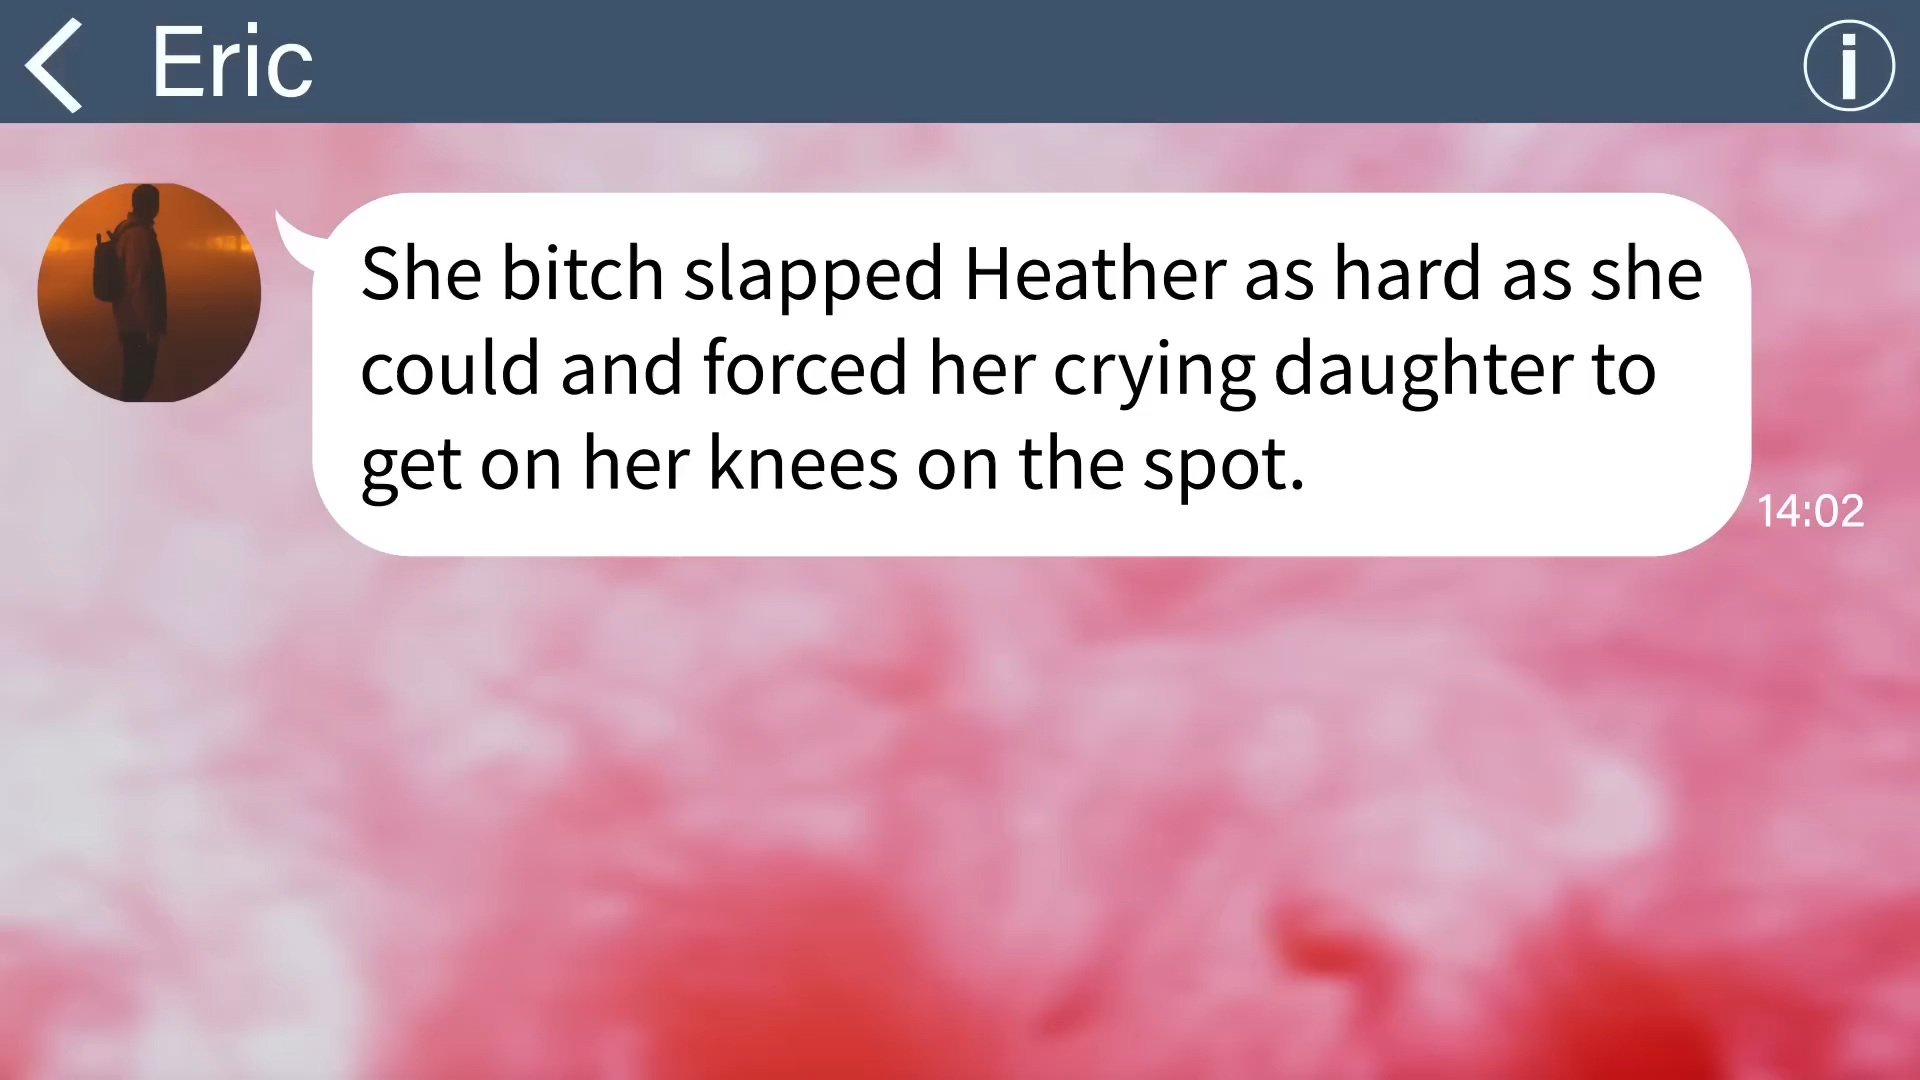 Eric
She bitch slapped Heather as hard as she
could and forced her crying daughter to
get on her knees on the spot.
14:02